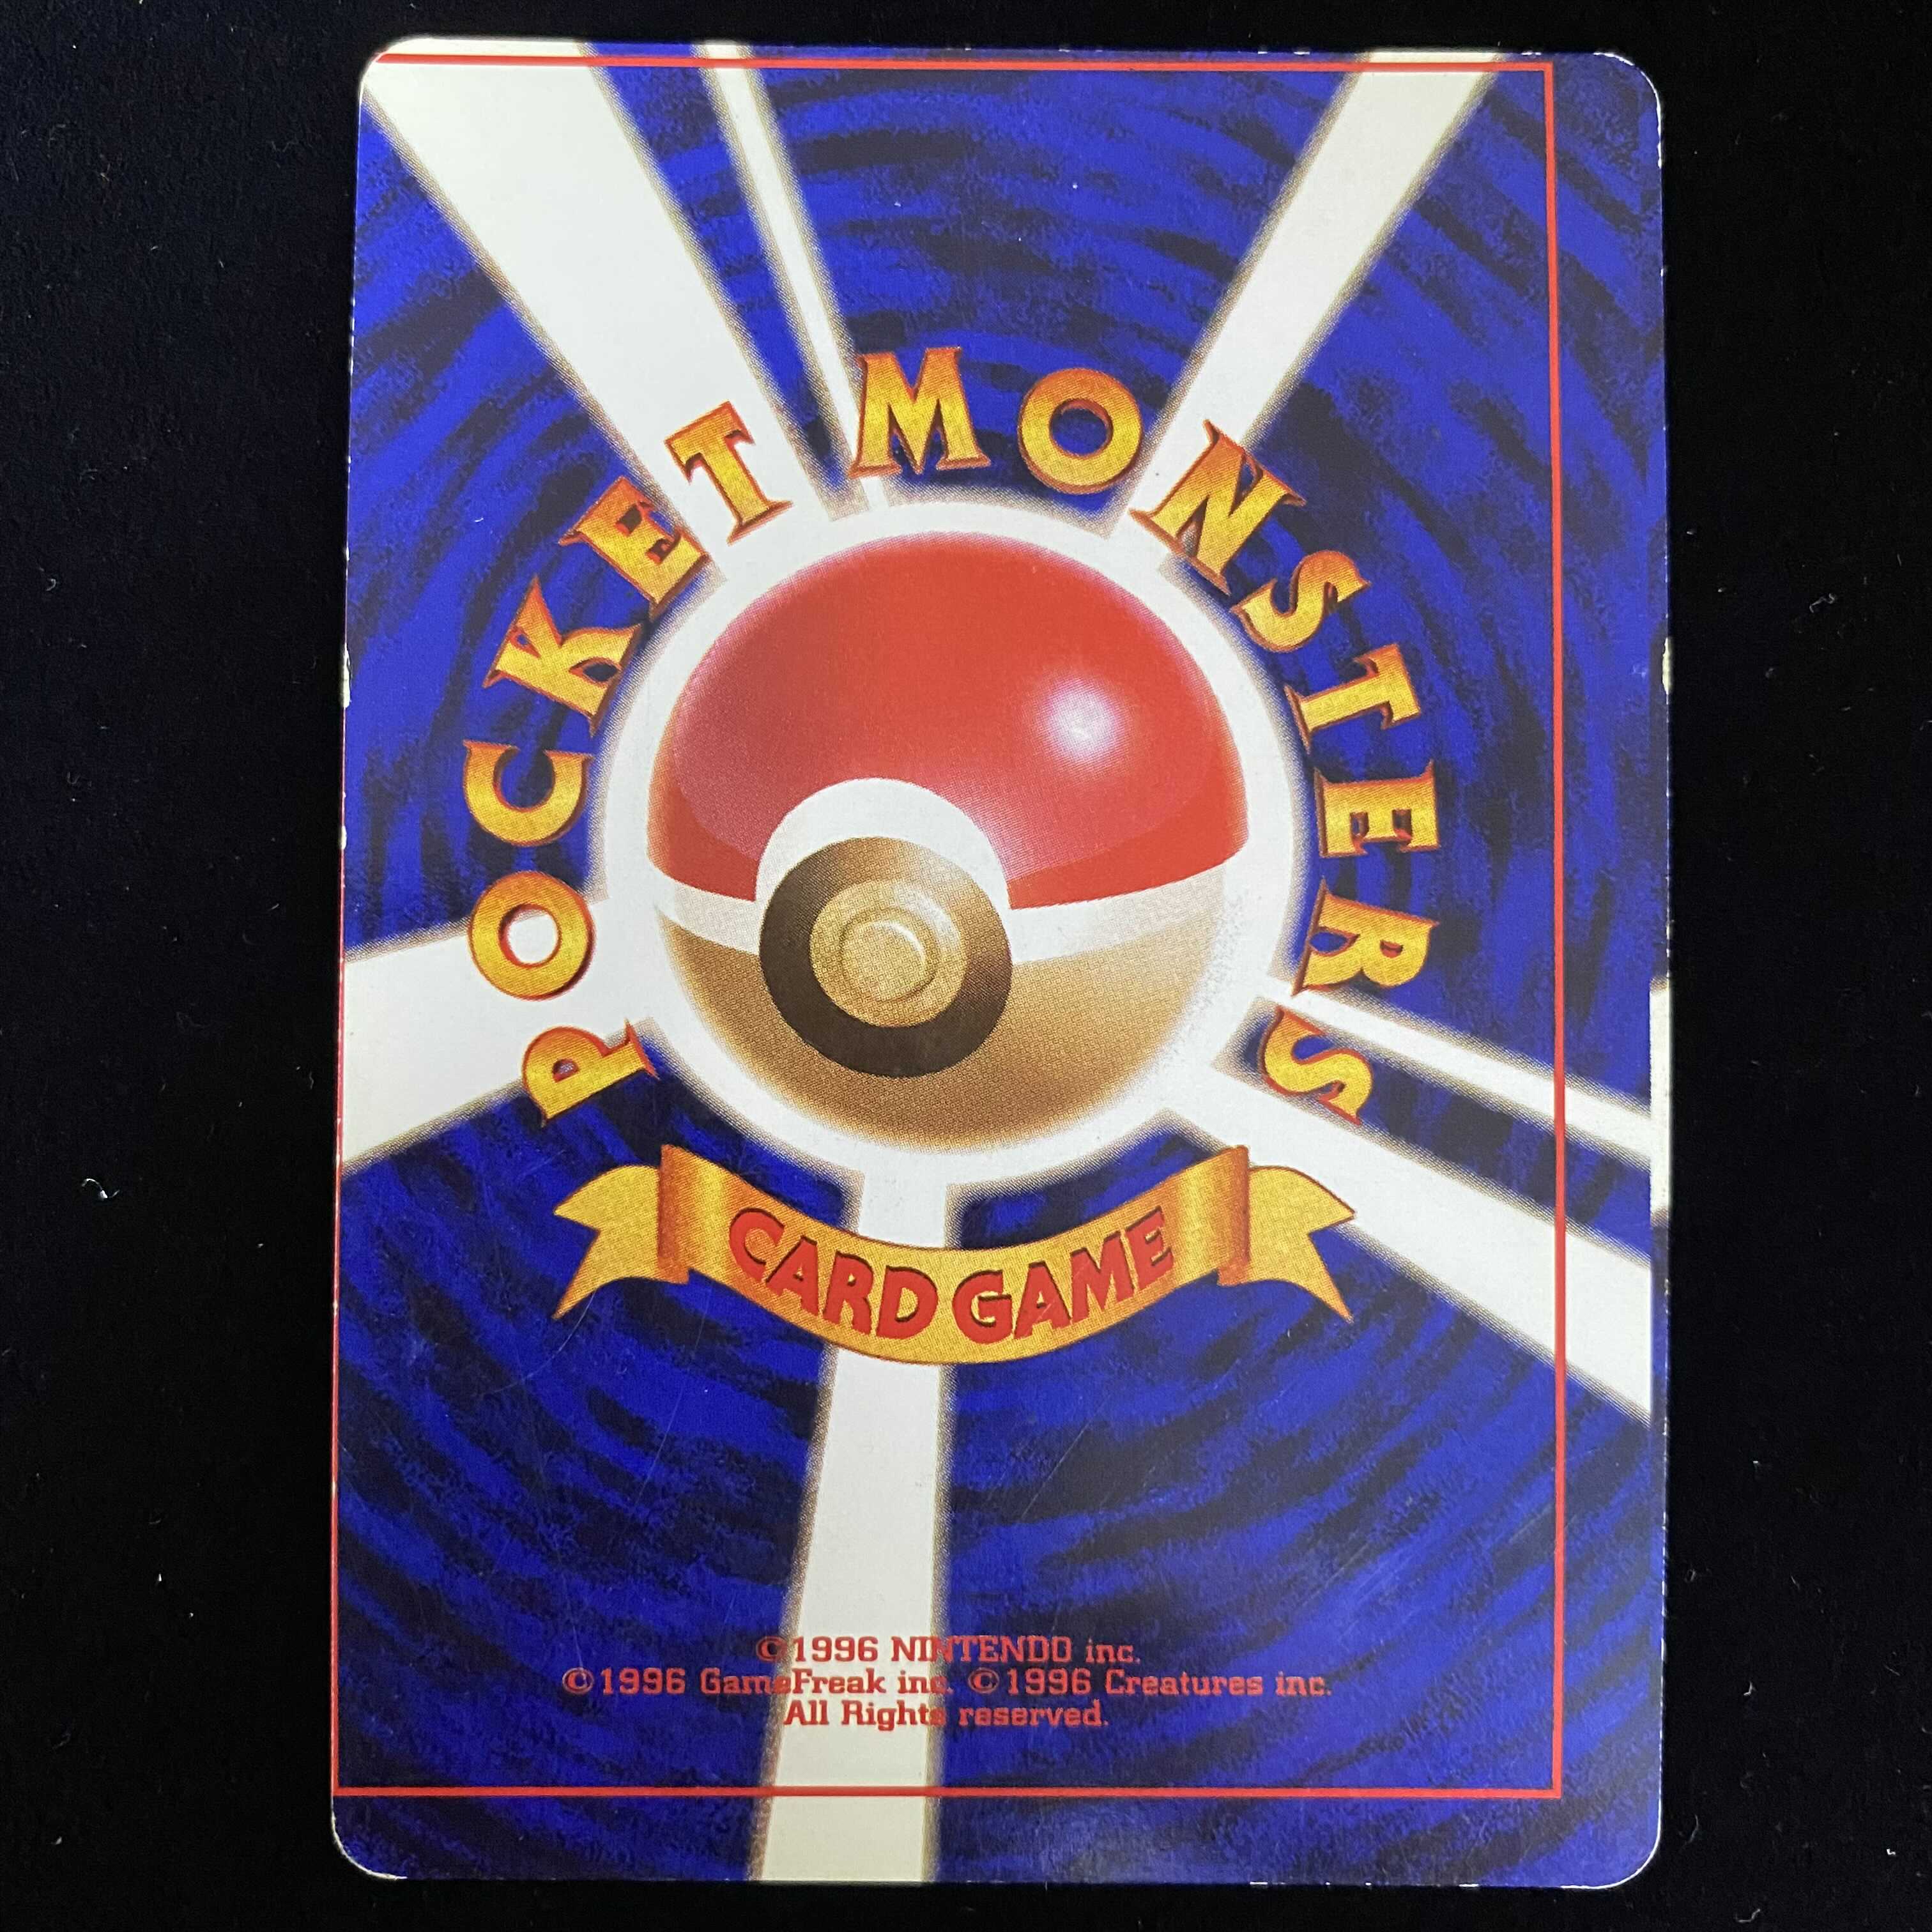 POCKET MONSTERS
CARD GAME
©1996 NINTENDO inc.
©1996 GameFreak inc. ©1996 Creatures inc.
All Rights reserved.